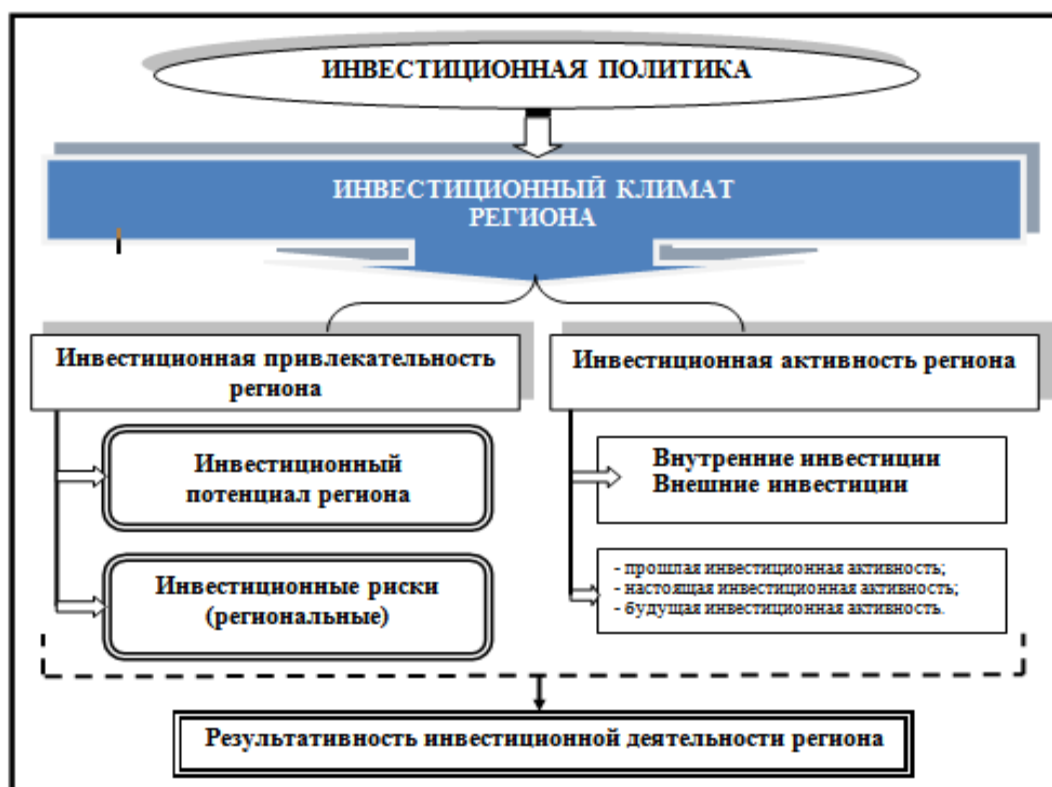 ИНВЕСТИЦИОННАЯ ПОЛИТИКА
ИНВЕСТИЦИОННЫЙ КЛИМАТ
РЕГИОНА
Инвестиционная привлекательность
региона
Инвестиционный
потенциал региона
Инвестиционные риски
(региональные)
Инвестиционная активность региона
Внутренние инвестиции
Внешние инвестиции
- прошлая инвестиционная активность;
- настоящая инвестиционная активность;
- будущая инвестиционная активность.
Результативность инвестиционной деятельности региона